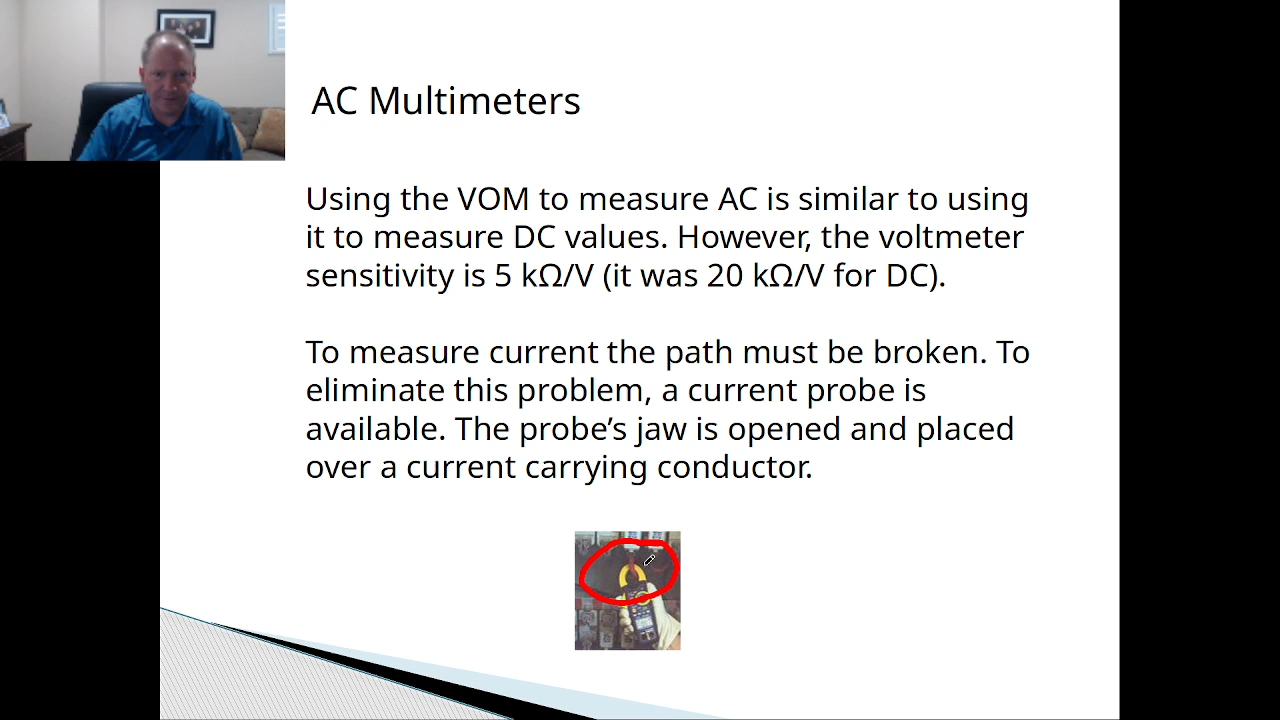 AC Multimeters
Using the VOM to measure AC is similar to using
it to measure DC values. However, the voltmeter
sensitivity is 5 kΩ/V (it was 20 kΩ/V for DC).
To measure current the path must be broken. To
eliminate this problem, a current probe is
available. The probe’s jaw is opened and placed
over a current carrying conductor.